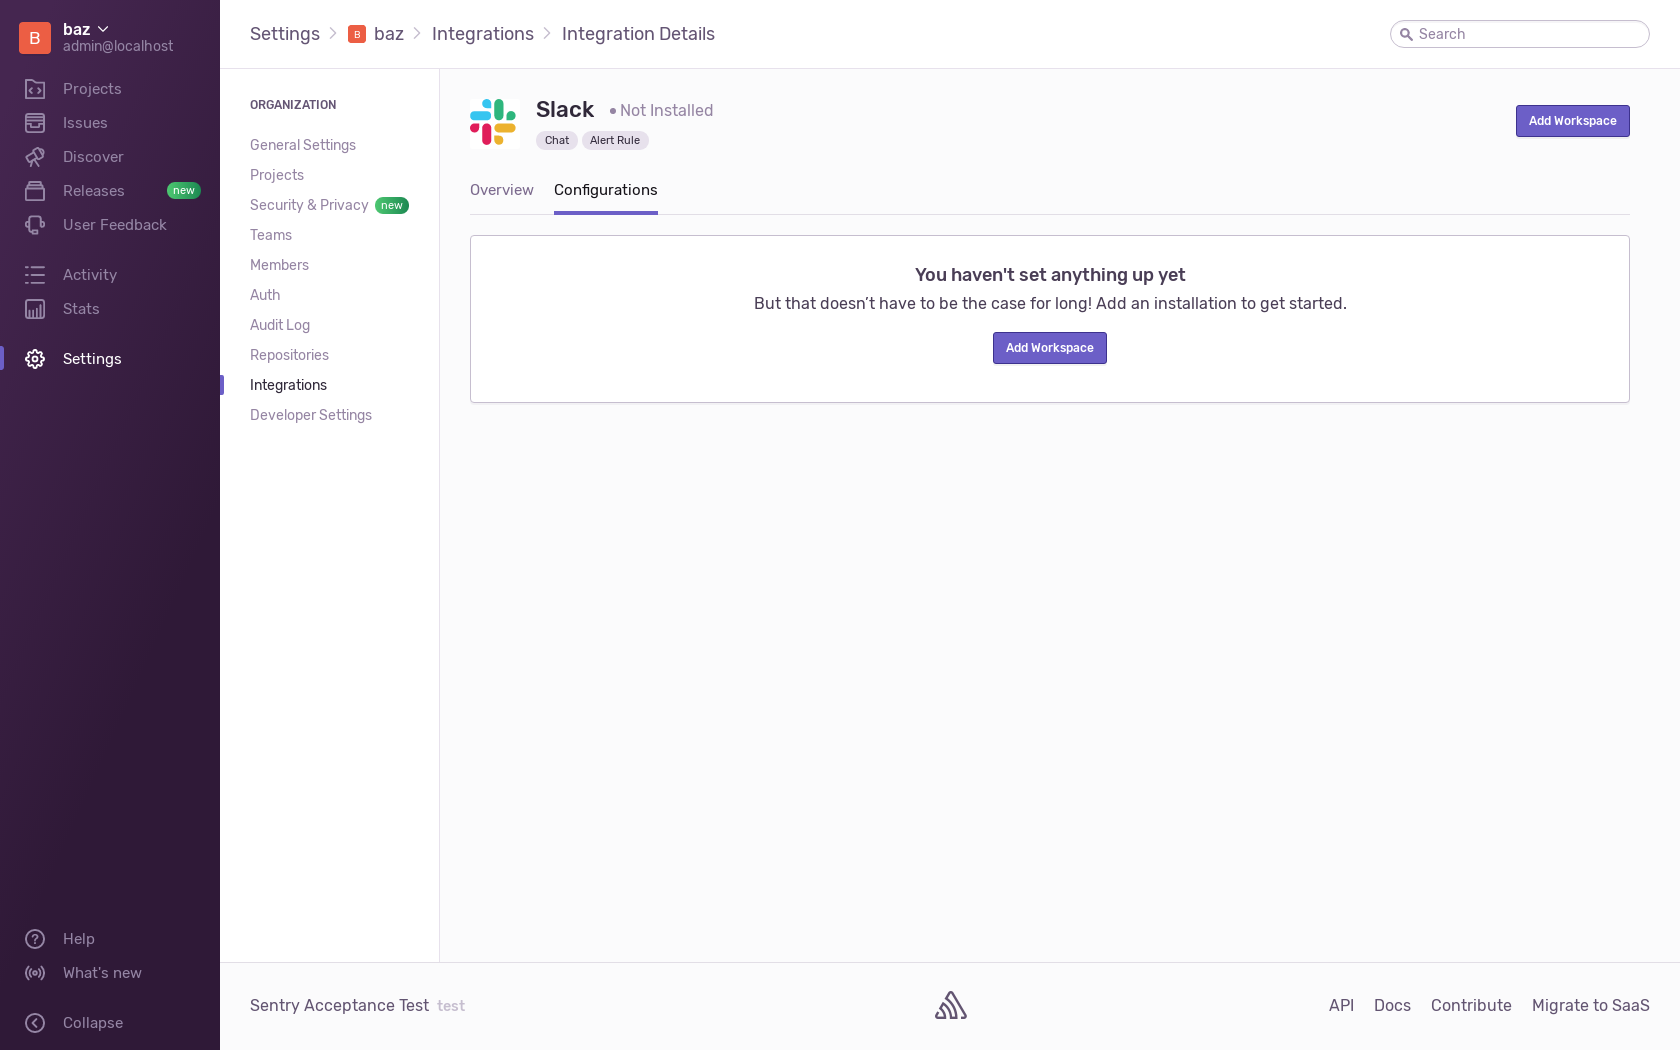 B
baz
admin@localhost
Projects
Issues
Discover
Releases new
User Feedback
Activity
Stats
Settings
Help
What's new
Collapse
Settings B baz Integrations Integration Details
Search
ORGANIZATION
General Settings
Projects
Security & Privacy new
Teams
Members
Auth
Audit Log
Repositories
Integrations
Developer Settings
Slack Not Installed
Chat Alert Rule
Add Workspace
Overview Configurations
You haven't set anything up yet
But that doesn’t have to be the case for long! Add an installation to get started.
Add Workspace
Sentry Acceptance Test test
API Docs Contribute Migrate to SaaS